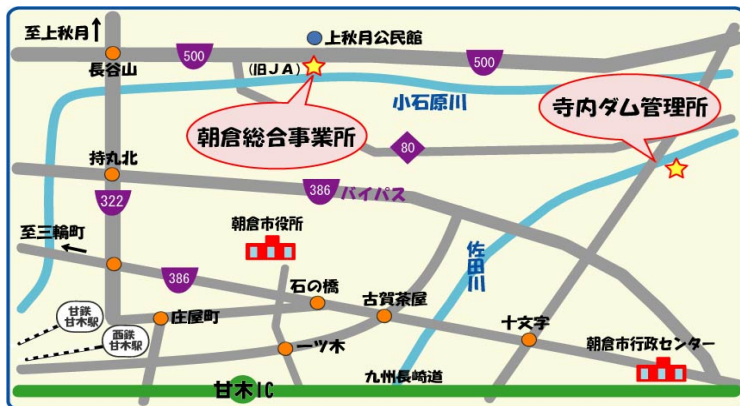 至上秋月
上秋月公民館
500
(旧JA)
500
長谷山
小石原川
寺内ダム管理所
朝倉総合事業所
80
持丸北
322
386
バイパス
朝倉市役所
至三輪町
佐田川
386
石の橋
甘鉄
甘木駅
西鉄
甘木駅
庄屋町
古賀茶屋
十文字
一ツ木
朝倉市行政センター
九州長崎道
甘木IC